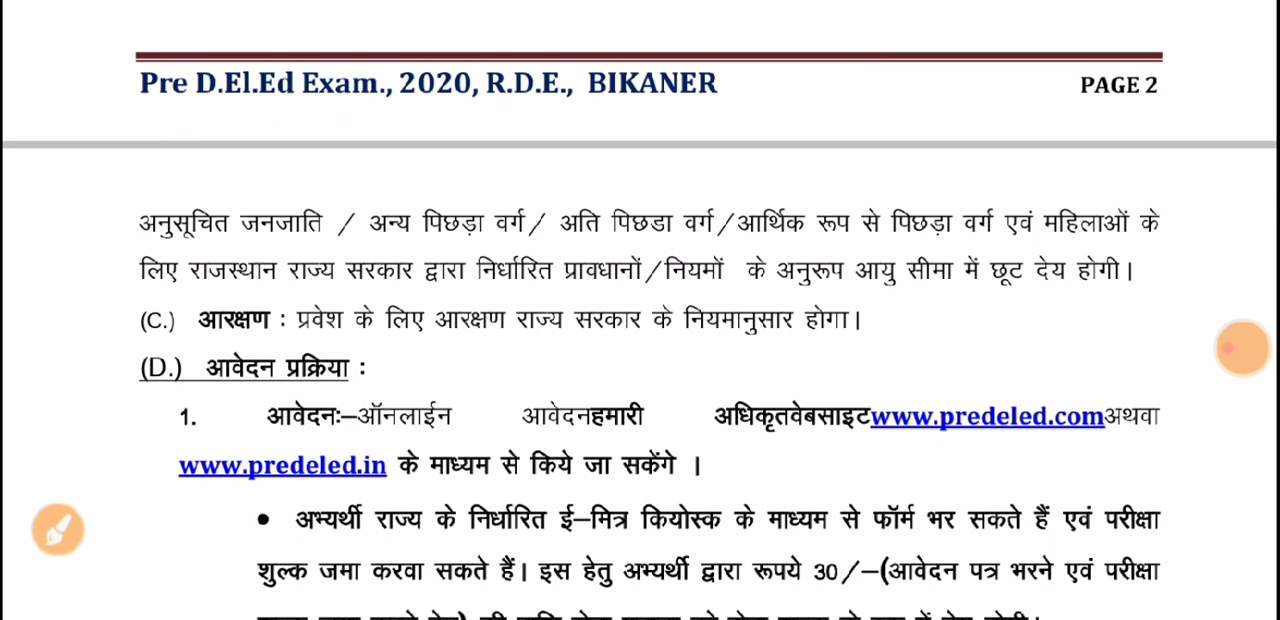 Pre D.El.Ed Exam., 2020, R.D.E., BIKANER PAGE 2
अनुसूचित जनजाति / अन्य पिछड़ा वर्ग/ अति पिछडा वर्ग/आर्थिक रूप से पिछड़ा वर्ग एवं महिलाओं के
लिए राजस्थान राज्य सरकार द्वारा निर्धारित प्रावधानों/नियमों के अनुरूप आयु सीमा में छूट देय होगी।
(C.) आरक्षण : प्रवेश के लिए आरक्षण राज्य सरकार के नियमानुसार होगा।
(D.) आवेदन प्रक्रिया :
1. आवेदनः–ऑनलाईन आवेदनहमारी अधिकृतवेबसाइटwww.predeled.comअथवा
www.predeled.in के माध्यम से किये जा सकेंगे ।
• अभ्यर्थी राज्य के निर्धारित ई–मित्र कियोस्क के माध्यम से फॉर्म भर सकते हैं एवं परीक्षा
शुल्क जमा करवा सकते हैं। इस हेतु अभ्यर्थी द्वारा रूपये 30/–(आवेदन पत्र भरने एवं परीक्षा